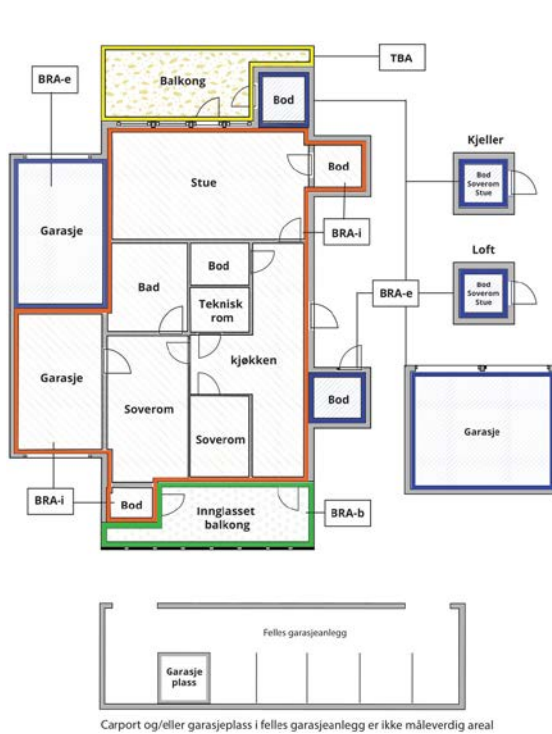 TBA
BRA-e
Balkong
Bod
Kjeller
Bod
Soverom
Stue
Stue
Bod
Garasje
BRA-i
Loft
Bod
Bad
Teknisk
rom
BRA-e
Bod
Soverom
Stue
kjøkken
Garasje
Soverom
Bod
Soverom
Garasje
BRA-i
Bod
Innglasset
balkong
BRA-b
Felles garasjeanlegg
Garasje
plass
Carport og/eller garasjeplass i felles garasjeanlegg er ikke måleverdig areal